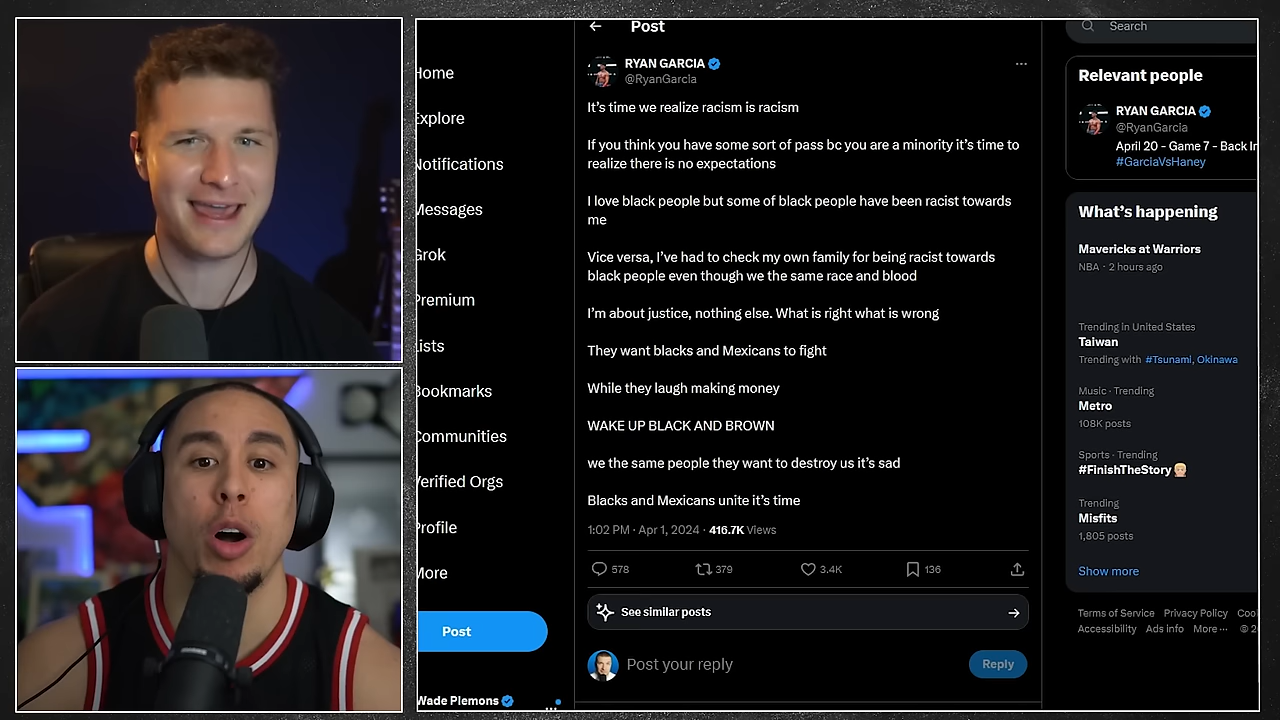 Home
Explore
Notifications
Messages
Grok
Premium
Lists
Bookmarks
Communities
Verified Orgs
Profile
More
Post
Wade Plemons
Post
RYAN GARCIA
@RyanGarcia
It's time we realize racism is racism
If you think you have some sort of pass bc you are a minority it's time to
realize there is no expectations
I love black people but some of black people have been racist towards
me
Vice versa, I've had to check my own family for being racist towards
black people even though we the same race and blood
I'm about justice, nothing else. What is right what is wrong
They want blacks and Mexicans to fight
While they laugh making money
WAKE UP BLACK AND BROWN
we the same people they want to destroy us it's sad
Blacks and Mexicans unite it's time
1:02 PM · Apr 1, 2024 · 416.7K Views
578 379 3.4K 136
See similar posts
Post your reply
Reply
Search
Relevant people
RYAN GARCIA
@RyanGarcia
April 20 - Game 7 - Back In
#GarciaVsHaney
What's happening
Mavericks at Warriors
NBA · 2 hours ago
Trending in United States
Taiwan
Trending with #Tsunami, Okinawa
Music · Trending
Metro
108K posts
Sports · Trending
#FinishTheStory
Trending
Misfits
1,805 posts
Show more
Terms of Service Privacy Policy Coo
Accessibility Ads info More ··· © 2